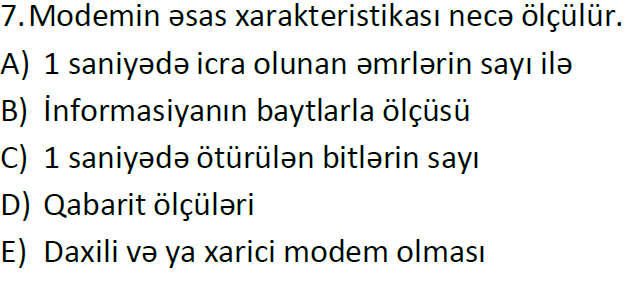 7. Modemin əsas xarakteristikası necə ölçülür.
A) 1 saniyədə icra olunan əmrlərin sayı ilə
B) İnformasiyanın baytlarla ölçüsü
C) 1 saniyədə ötürülən bitlərin sayı
D) Qabarit ölçüləri
E) Daxili və ya xarici modem olması